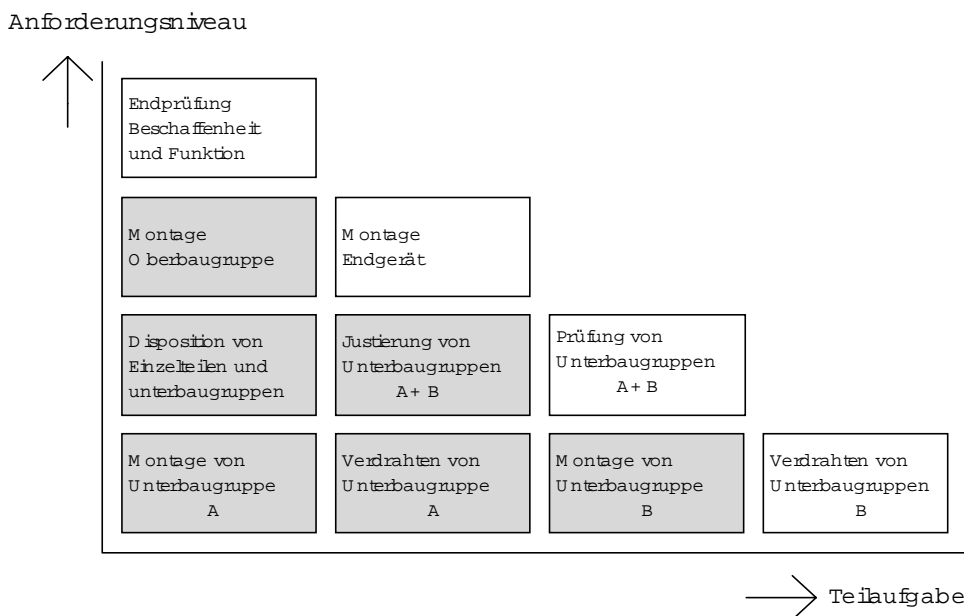 Anforderungsniveau
Endprüfung
Beschaffenheit
und Funktion
Montage
Oberbaugruppe
Montage
Endgerät
Disposition von
Einzelteilen und
unterbaugruppen
Justierung von
Unterbaugruppen
A+ B
Prüfung von
Unterbaugruppen
A+ B
Montage von
Unterbaugruppe
A
Verdrahten von
Unterbaugruppe
A
Montage von
Unterbaugruppe
B
Verdrahten von
Unterbaugruppen
B
Teilaufgabe